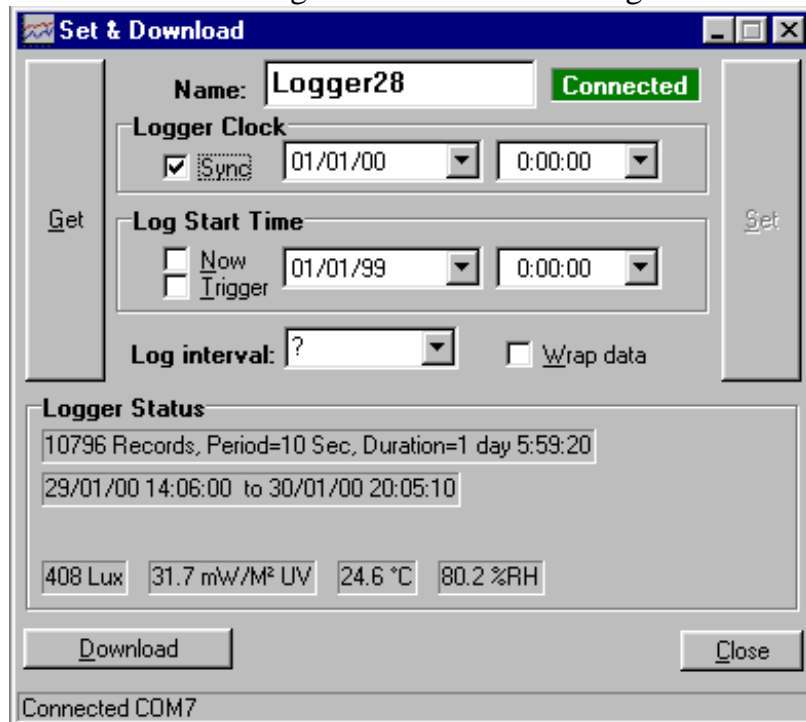 Set & Download
Name: Logger28 Connected
Logger Clock
Sync 01/01/00 0:00:00
Get
Set
Log Start Time
Now
Trigger
01/01/99 0:00:00
Log interval: ? Wrap data
Logger Status
10796 Records, Period=10 Sec, Duration=1 day 5:59:20
29/01/00 14:06:00 to 30/01/00 20:05:10
408 Lux 31.7 mW/M² UV 24.6 °C 80.2 %RH
Download Close
Connected COM7